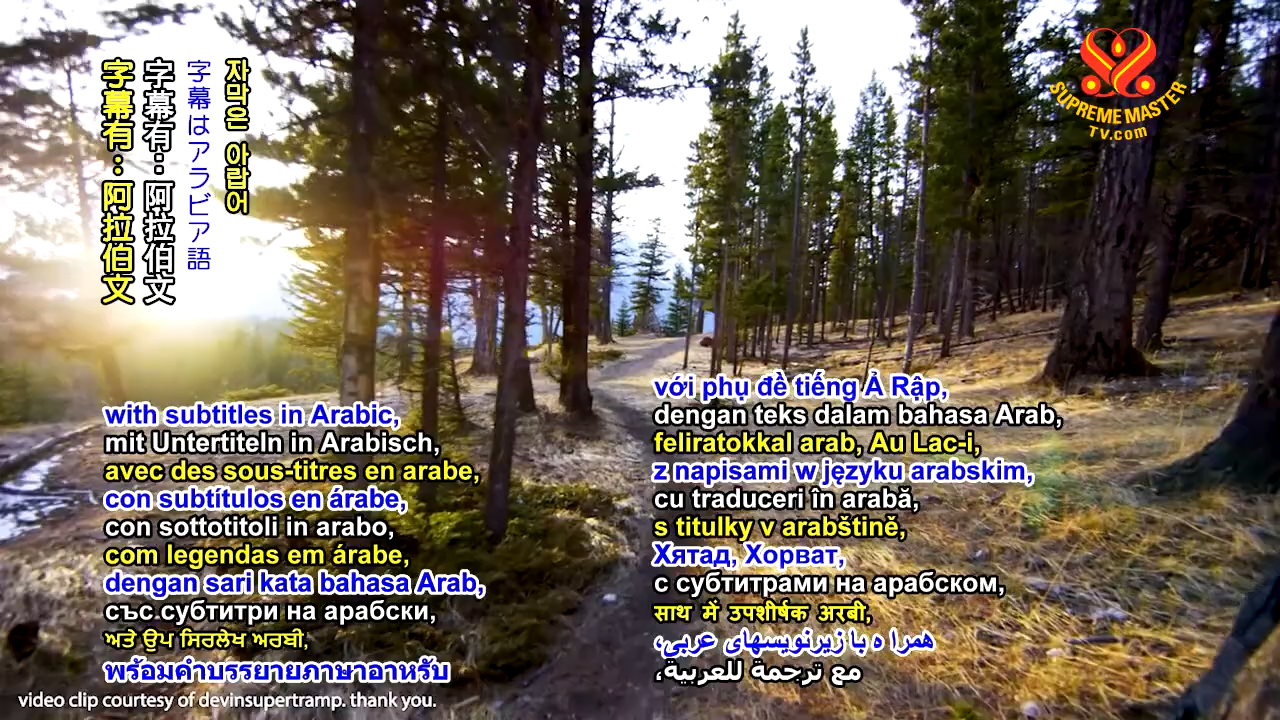 字幕有：阿拉伯文
字幕有：阿拉伯文
字幕はアラビア語
자막은 아랍어
SUPREME MASTER
TV.com
with subtitles in Arabic,
mit Untertiteln in Arabisch,
avec des sous-titres en arabe,
con subtítulos en árabe,
con sottotitoli in arabo,
com legendas em árabe,
dengan sari kata bahasa Arab,
със субтитри на арабски,
ਅਤੇ ਉਪ ਸਿਰਲੇਖ ਅਰਬੀ,
พร้อมคำบรรยายภาษาอาหรับ
với phụ đề tiếng Ả Rập,
dengan teks dalam bahasa Arab,
feliratokkal arab, Au Lac-i,
z napisami w języku arabskim,
cu traduceri în arabă,
s titulky v arabštině,
Хятад, Хорват,
с субтитрами на арабском,
साथ में उपशीर्षक अरबी,
همرا ه با زیرنویسهای عربی،
مع ترجمة للعربية،
video clip courtesy of devinsupertramp. thank you.